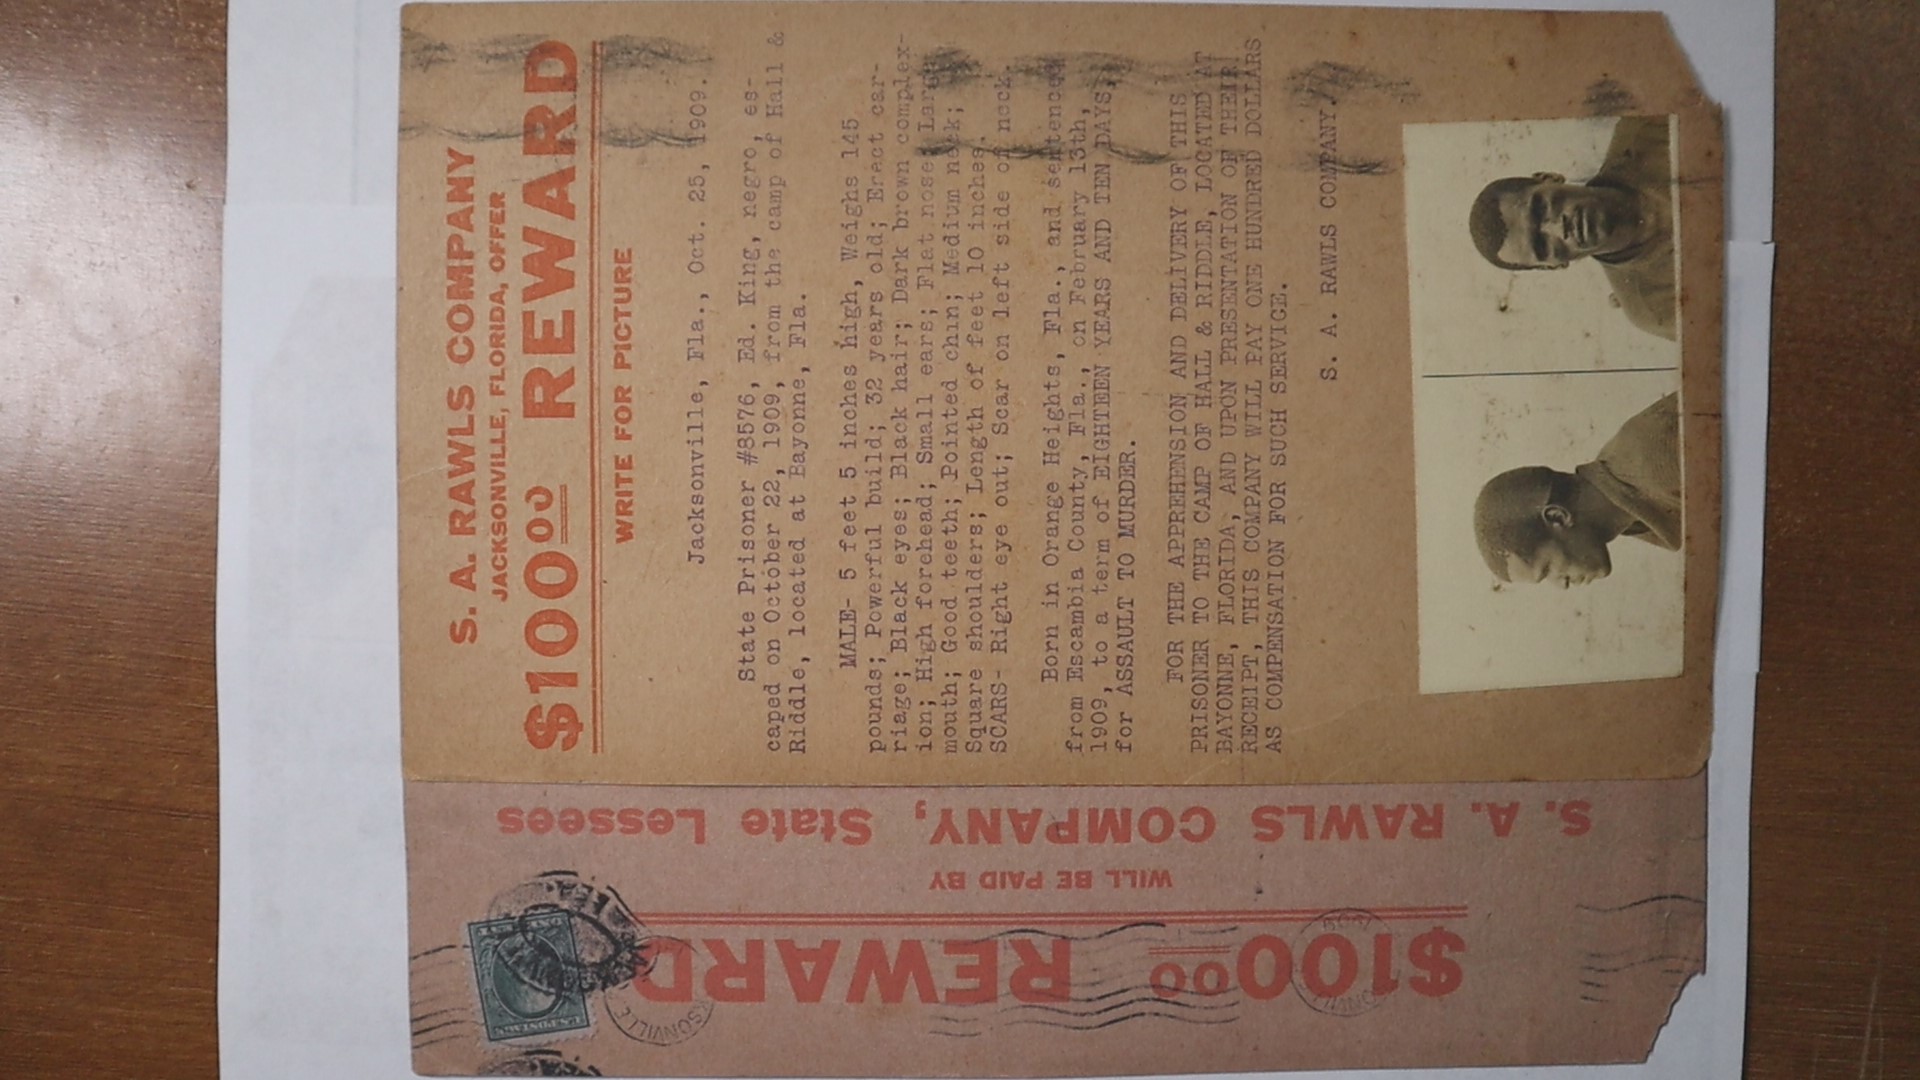 S. A. RAWLS COMPANY
JACKSONVILLE, FLORIDA, OFFER
$100.00 REWARD
WRITE FOR PICTURE
Jacksonville, Fla., Oct. 25, 1909.
State Prisoner #8576, Ed. King, negro, es-
caped on October 22, 1909, from the camp of Hall &
Riddle, located at Bayonne, Fla.
MALE- 5 feet 5 inches high, Weighs 145
pounds; Powerful build; 32 years old; Erect car-
riage; Black eyes; Black hair; Dark brown complex-
ion; High forehead; Small ears; Flat nose; Large
mouth; Good teeth; Pointed chin; Medium neck;
Square shoulders; Length of feet 10 inches.
SCARS- Right eye out; Scar on left side on neck.
Born in Orange Heights, Fla., and sentenced
from Escambia County, Fla., on February 13th,
1909, to a term of EIGHTEEN YEARS AND TEN DAYS,
for ASSAULT TO MURDER.
FOR THE APPREHENSION AND DELIVERY OF THIS
PRISONER TO THE CAMP OF HALL & RIDDLE, LOCATED AT
BAYONNE, FLORIDA, AND UPON PRESENTATION OF THEIR
RECEIPT, THIS COMPANY WILL PAY ONE HUNDRED DOLLARS
AS COMPENSATION FOR SUCH SERVICE.
S. A. RAWLS COMPANY.
$100.00 REWARD
WILL BE PAID BY
S. A. RAWLS COMPANY, State Lessees